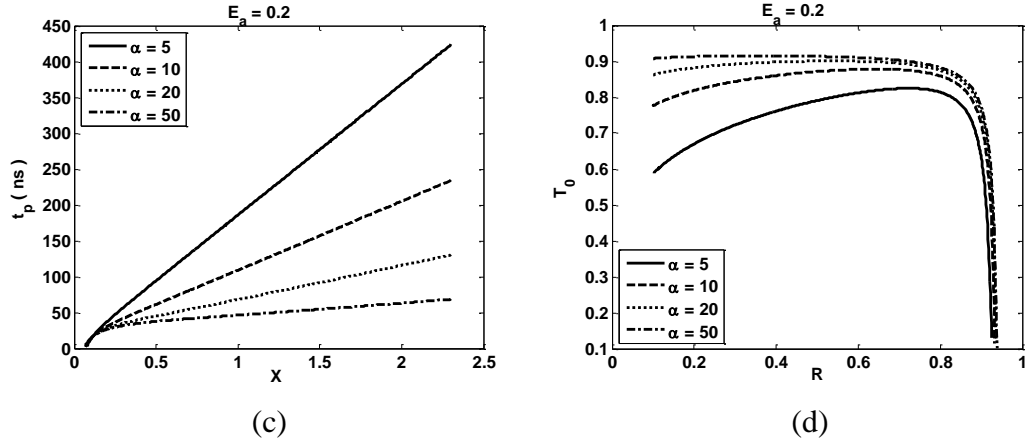 E_a = 0.2
450
400
350
300
250
200
150
100
50
0
t_p ( ns )
α = 5
α = 10
α = 20
α = 50
0 0.5 1 1.5 2 2.5
X
(c)
E_a = 0.2
1
0.9
0.8
0.7
0.6
0.5
0.4
0.3
0.2
0.1
T_0
α = 5
α = 10
α = 20
α = 50
0 0.2 0.4 0.6 0.8 1
R
(d)